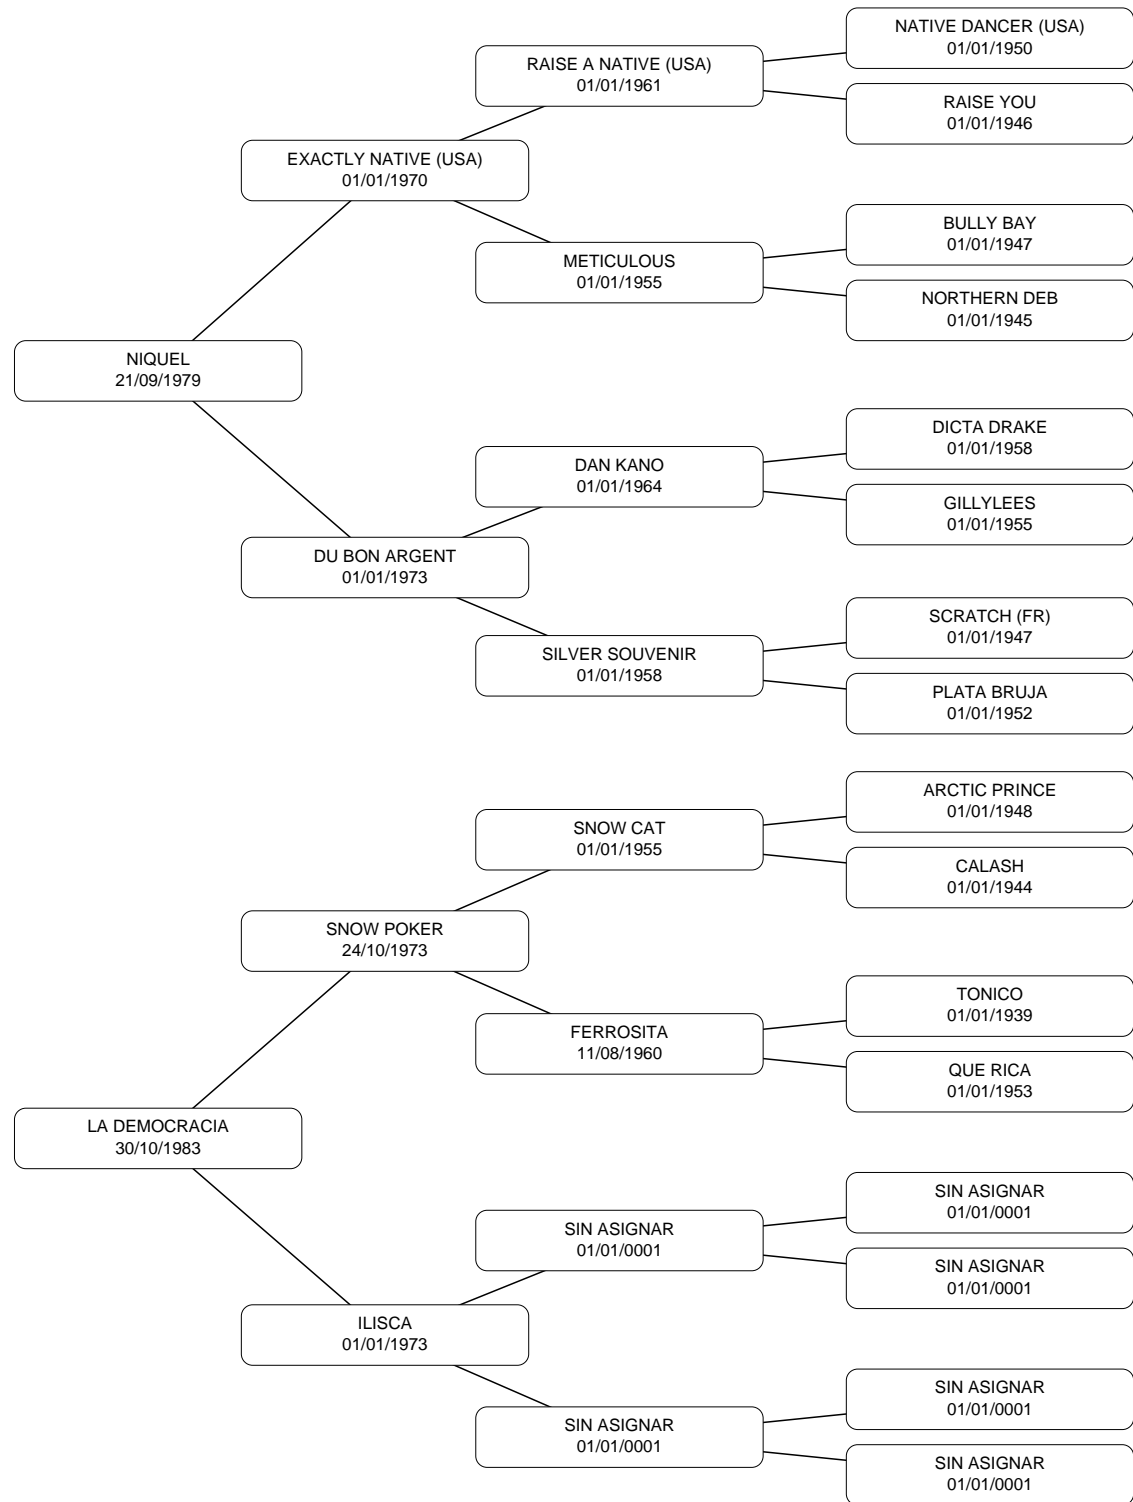 NATIVE DANCER (USA)
01/01/1950
RAISE A NATIVE (USA)
01/01/1961
RAISE YOU
01/01/1946
EXACTLY NATIVE (USA)
01/01/1970
BULLY BAY
01/01/1947
METICULOUS
01/01/1955
NORTHERN DEB
01/01/1945
NIQUEL
21/09/1979
DICTA DRAKE
01/01/1958
DAN KANO
01/01/1964
GILLYLEES
01/01/1955
DU BON ARGENT
01/01/1973
SCRATCH (FR)
01/01/1947
SILVER SOUVENIR
01/01/1958
PLATA BRUJA
01/01/1952
ARCTIC PRINCE
01/01/1948
SNOW CAT
01/01/1955
CALASH
01/01/1944
SNOW POKER
24/10/1973
TONICO
01/01/1939
FERROSITA
11/08/1960
QUE RICA
01/01/1953
LA DEMOCRACIA
30/10/1983
SIN ASIGNAR
01/01/0001
SIN ASIGNAR
01/01/0001
SIN ASIGNAR
01/01/0001
ILISCA
01/01/1973
SIN ASIGNAR
01/01/0001
SIN ASIGNAR
01/01/0001
SIN ASIGNAR
01/01/0001